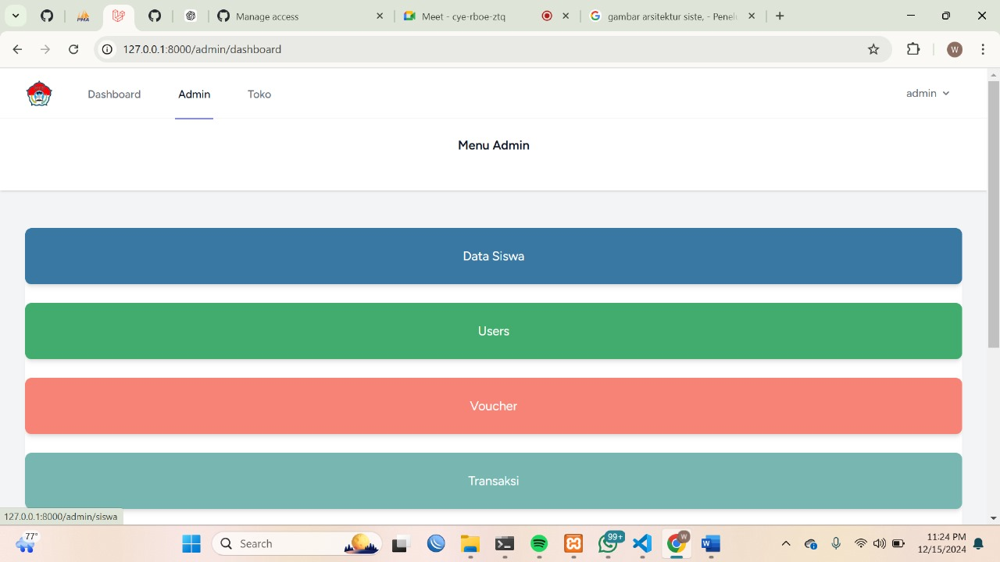 Manage access
Meet - cye-rboe-ztq
gambar arsitektur siste, - Penel
127.0.0.1:8000/admin/dashboard
W
Dashboard
Admin
Toko
admin
Menu Admin
Data Siswa
Users
Voucher
Transaksi
127.0.0.1:8000/admin/siswa
77°
Search
99+
W
11:24 PM
12/15/2024